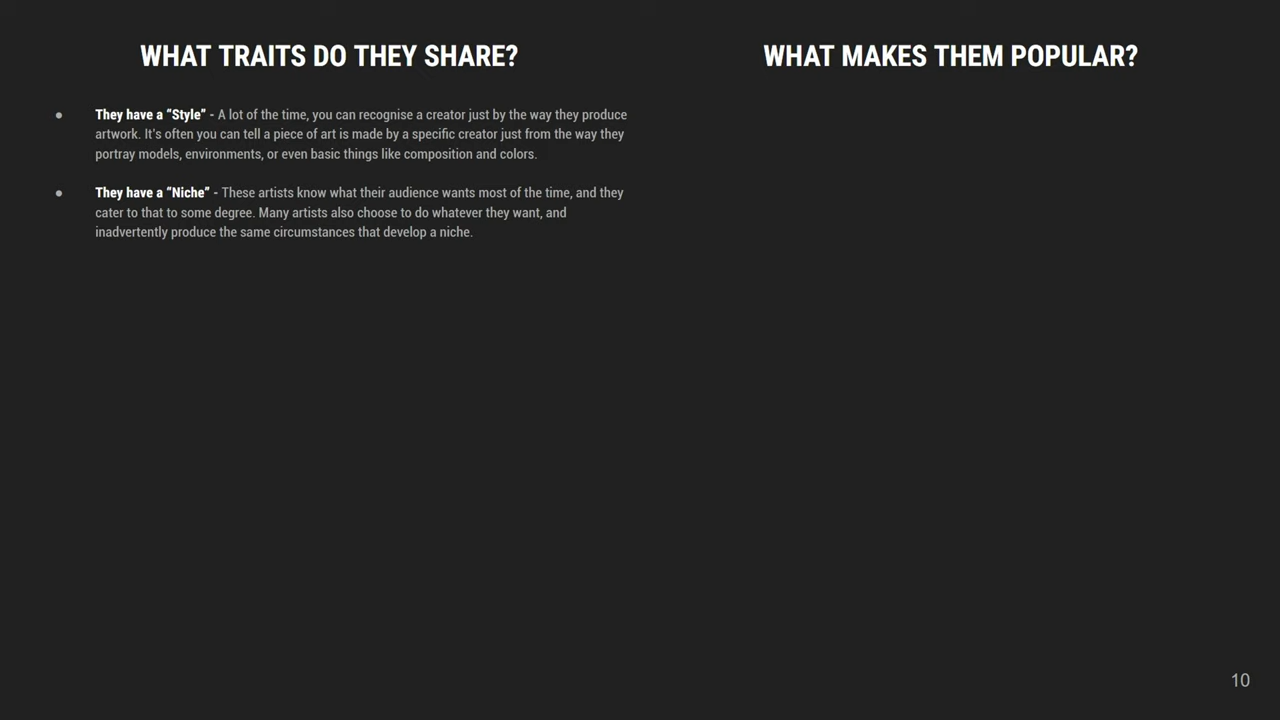 WHAT TRAITS DO THEY SHARE?
● They have a “Style” - A lot of the time, you can recognise a creator just by the way they produce
artwork. It’s often you can tell a piece of art is made by a specific creator just from the way they
portray models, environments, or even basic things like composition and colors.
● They have a “Niche” - These artists know what their audience wants most of the time, and they
cater to that to some degree. Many artists also choose to do whatever they want, and
inadvertently produce the same circumstances that develop a niche.
WHAT MAKES THEM POPULAR?
10